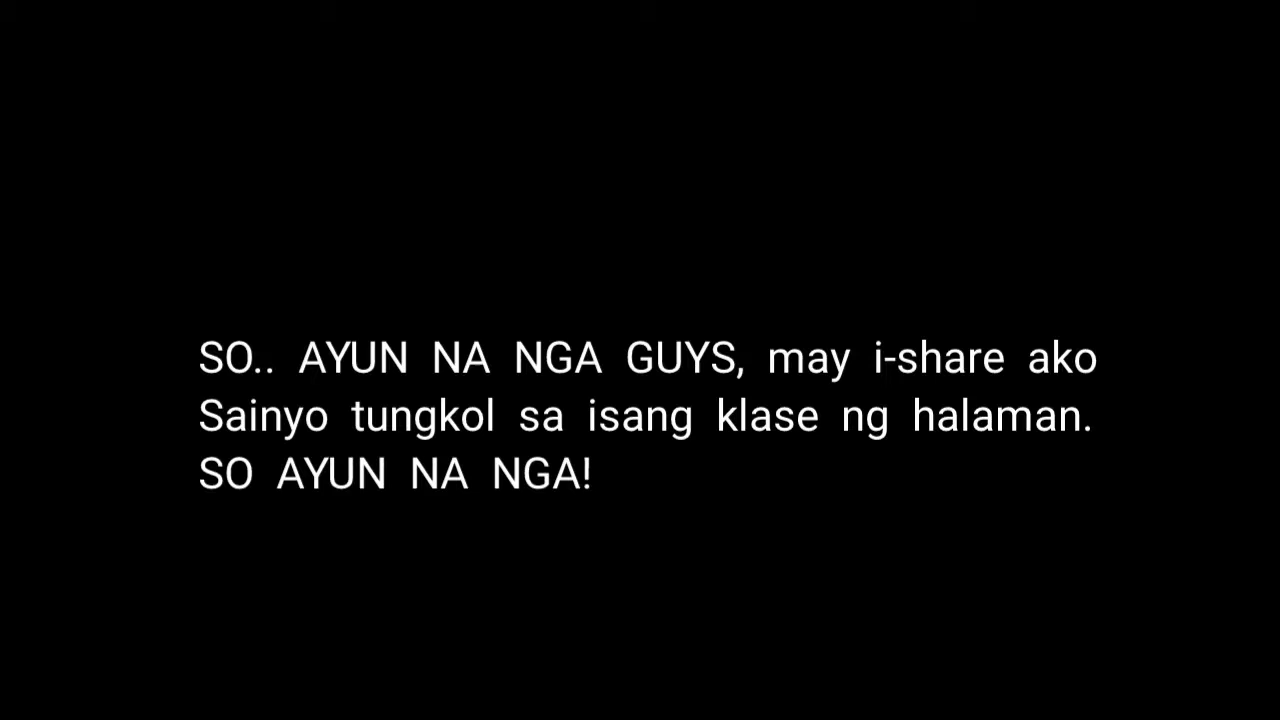 SO.. AYUN NA NGA GUYS, may i-share ako
Sainyo tungkol sa isang klase ng halaman.
SO AYUN NA NGA!